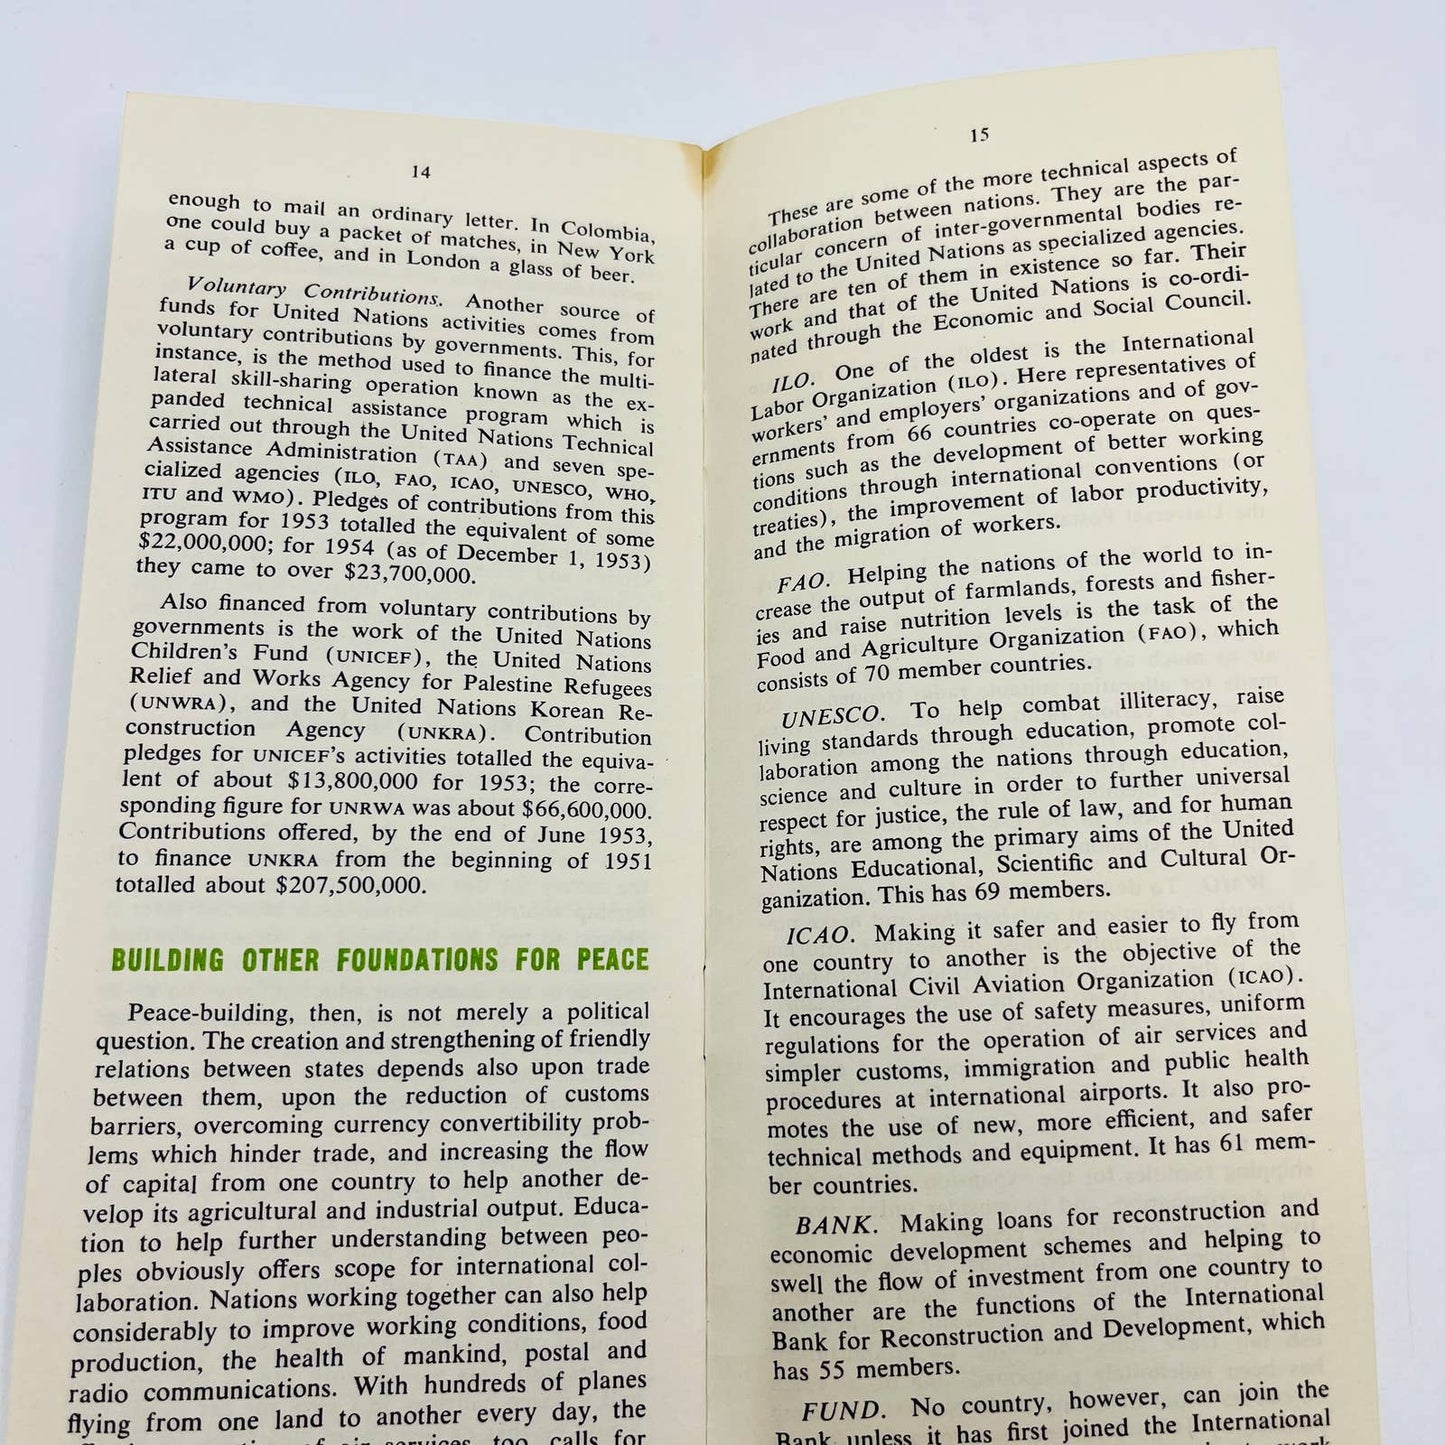 14
enough to mail an ordinary letter. In Colombia,
one could buy a packet of matches, in New York
a cup of coffee, and in London a glass of beer.
Voluntary Contributions. Another source of
funds for United Nations activities comes from
voluntary contributions by governments. This, for
instance, is the method used to finance the multi-
lateral skill-sharing operation known as the ex-
panded technical assistance program which is
carried out through the United Nations Technical
Assistance Administration (TAA) and seven spe-
cialized agencies (ILO, FAO, ICAO, UNESCO, WHO,
ITU and WMO). Pledges of contributions from this
program for 1953 totalled the equivalent of some
$22,000,000; for 1954 (as of December 1, 1953)
they came to over $23,700,000.
Also financed from voluntary contributions by
governments is the work of the United Nations
Children's Fund (UNICEF), the United Nations
Relief and Works Agency for Palestine Refugees
(UNWRA), and the United Nations Korean Re-
construction Agency (UNKRA). Contribution
pledges for UNICEF's activities totalled the equiva-
lent of about $13,800,000 for 1953; the corre-
sponding figure for UNRWA was about $66,600,000.
Contributions offered, by the end of June 1953,
to finance UNKRA from the beginning of 1951
totalled about $207,500,000.
BUILDING OTHER FOUNDATIONS FOR PEACE
Peace-building, then, is not merely a political
question. The creation and strengthening of friendly
relations between states depends also upon trade
between them, upon the reduction of customs
barriers, overcoming currency convertibility prob-
lems which hinder trade, and increasing the flow
of capital from one country to help another de-
velop its agricultural and industrial output. Educa-
tion to help further understanding between peo-
ples obviously offers scope for international col-
laboration. Nations working together can also help
considerably to improve working conditions, food
production, the health of mankind, postal and
radio communications. With hundreds of planes
flying from one land to another every day, the
of air services, too, calls for
15
These are some of the more technical aspects of
collaboration between nations. They are the par-
ticular concern of inter-governmental bodies re-
lated to the United Nations as specialized agencies.
There are ten of them in existence so far. Their
work and that of the United Nations is co-ordi-
nated through the Economic and Social Council.
ILO. One of the oldest is the International
Labor Organization (ILO). Here representatives of
workers' and employers' organizations and of gov-
ernments from 66 countries co-operate on ques-
tions such as the development of better working
conditions through international conventions (or
treaties), the improvement of labor productivity,
and the migration of workers.
FAO. Helping the nations of the world to in-
crease the output of farmlands, forests and fisher-
ies and raise nutrition levels is the task of the
Food and Agriculture Organization (FAO), which
consists of 70 member countries.
UNESCO. To help combat illiteracy, raise
living standards through education, promote col-
laboration among the nations through education,
science and culture in order to further universal
respect for justice, the rule of law, and for human
rights, are among the primary aims of the United
Nations Educational, Scientific and Cultural Or-
ganization. This has 69 members.
ICAO. Making it safer and easier to fly from
one country to another is the objective of the
International Civil Aviation Organization (ICAO).
It encourages the use of safety measures, uniform
regulations for the operation of air services and
simpler customs, immigration and public health
procedures at international airports. It also pro-
motes the use of new, more efficient, and safer
technical methods and equipment. It has 61 mem-
ber countries.
BANK. Making loans for reconstruction and
economic development schemes and helping to
swell the flow of investment from one country to
another are the functions of the International
Bank for Reconstruction and Development, which
has 55 members.
FUND. No country, however, can join the
Bank unless it has first joined the International
work